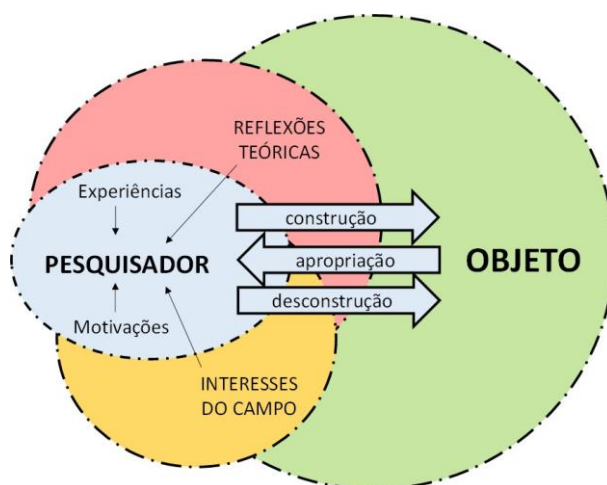 REFLEXÕES
TEÓRICAS
Experiências
construção
PESQUISADOR
apropriação
OBJETO
desconstrução
Motivações
INTERESSES
DO CAMPO